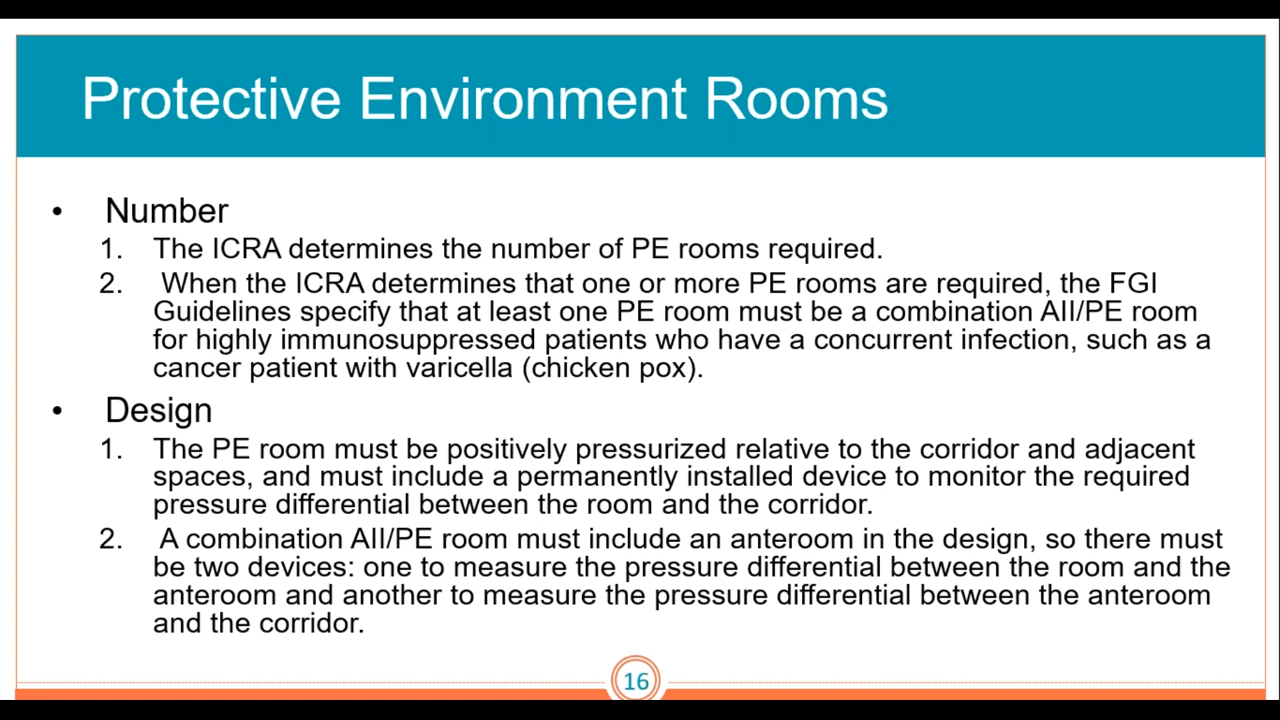 Protective Environment Rooms
• Number
1. The ICRA determines the number of PE rooms required.
2. When the ICRA determines that one or more PE rooms are required, the FGI
Guidelines specify that at least one PE room must be a combination AII/PE room
for highly immunosuppressed patients who have a concurrent infection, such as a
cancer patient with varicella (chicken pox).
• Design
1. The PE room must be positively pressurized relative to the corridor and adjacent
spaces, and must include a permanently installed device to monitor the required
pressure differential between the room and the corridor.
2. A combination AII/PE room must include an anteroom in the design, so there must
be two devices: one to measure the pressure differential between the room and the
anteroom and another to measure the pressure differential between the anteroom
and the corridor.
16